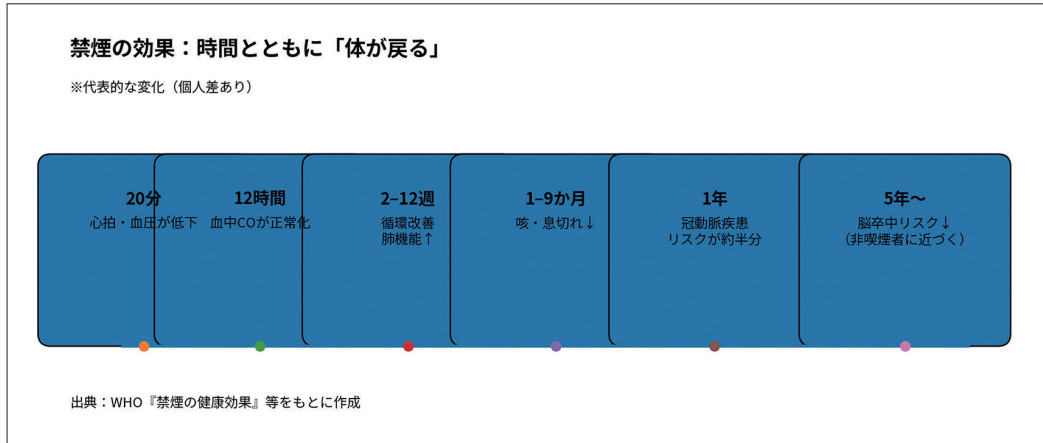 禁煙の効果：時間とともに「体が戻る」
※代表的な変化（個人差あり）
20分
心拍・血圧が低下
12時間
血中COが正常化
2–12週
循環改善
肺機能↑
1–9か月
咳・息切れ↓
1年
冠動脈疾患
リスクが約半分
5年〜
脳卒中リスク↓
（非喫煙者に近づく）
出典：WHO『禁煙の健康効果』等をもとに作成